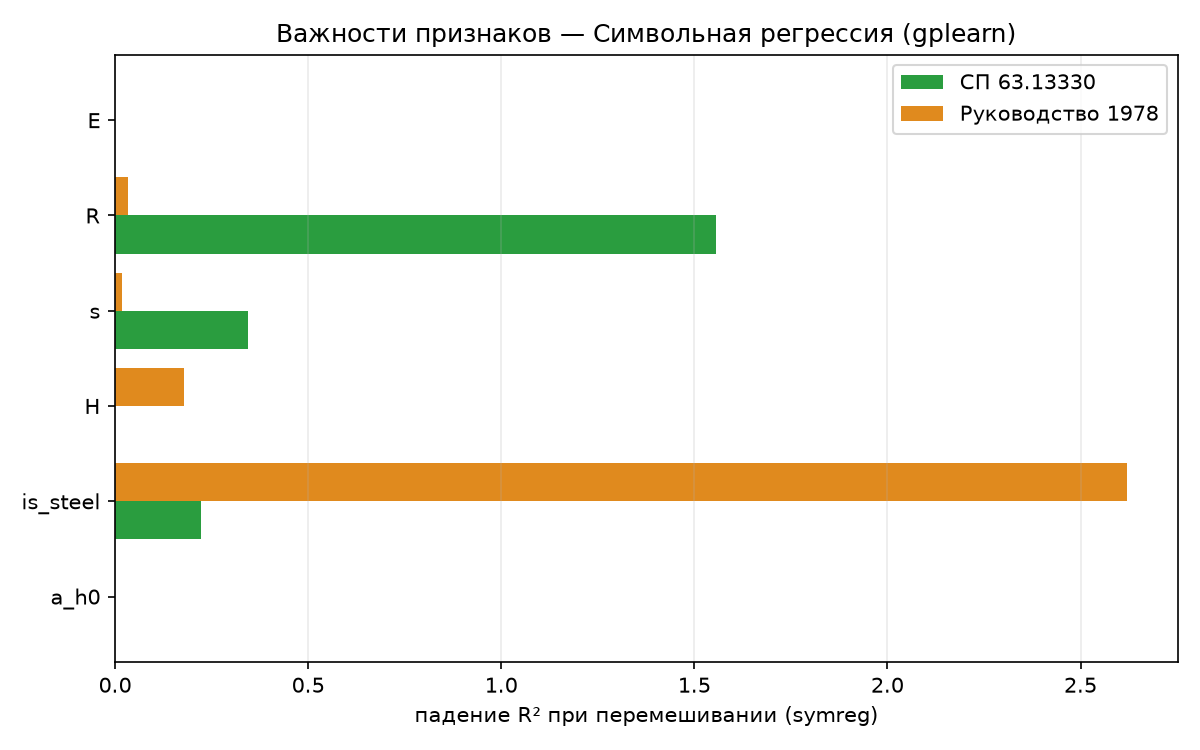 Важности признаков — Символьная регрессия (gplearn)
СП 63.13330
Руководство 1978
E
R
s
H
is_steel
a_h0
0.0 0.5 1.0 1.5 2.0 2.5
падение R² при перемешивании (symreg)